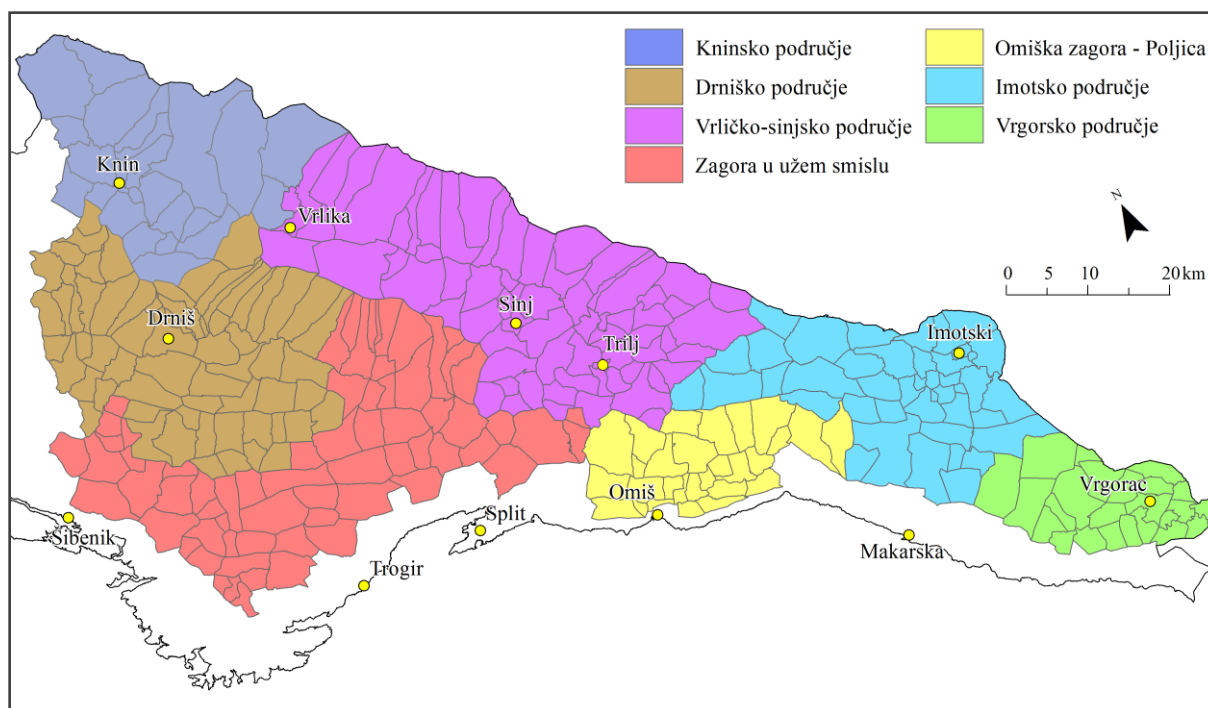 Kninsko područje
Drniško područje
Vrličko-sinjsko područje
Zagora u užem smislu
Omiška zagora - Poljica
Imotsko područje
Vrgorsko područje
N
0 5 10 20 km
Knin
Vrlika
Drniš
Sinj
Trilj
Imotski
Omiš
Vrgorac
Šibenik
Split
Makarska
Trogir